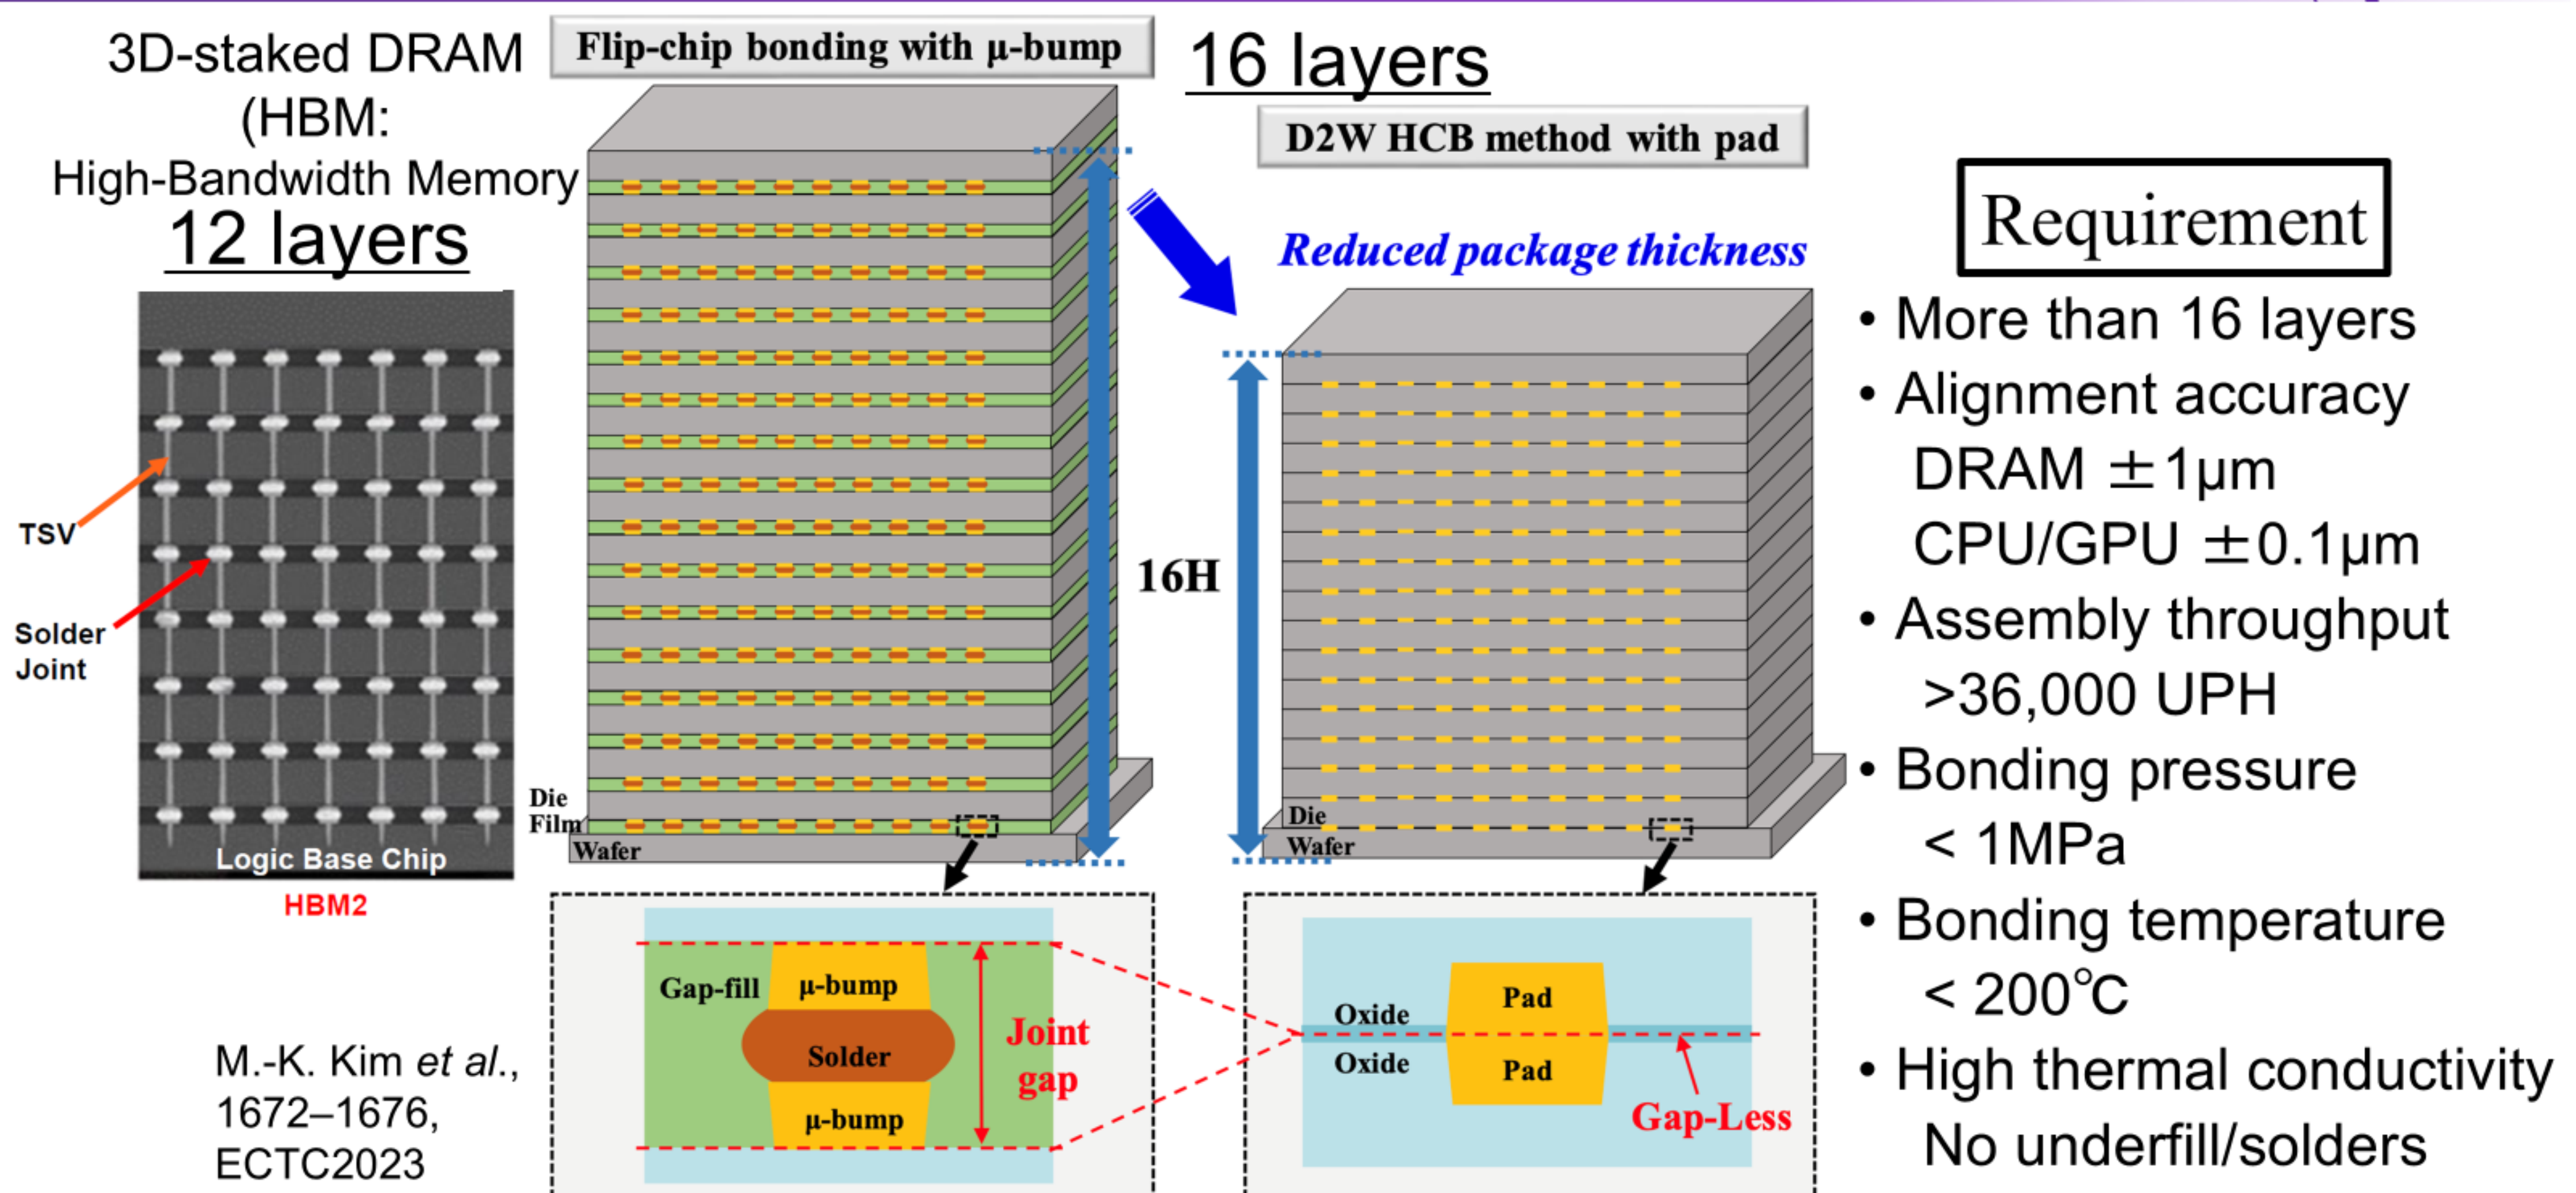 3D-staked DRAM
(HBM:
High-Bandwidth Memory
12 layers
TSV
Solder
Joint
Logic Base Chip
HBM2
M.-K. Kim et al.,
1672–1676,
ECTC2023
Flip-chip bonding with μ-bump
16 layers
D2W HCB method with pad
Reduced package thickness
16H
Die
Film
Wafer
Die
Wafer
Gap-fill
μ-bump
Solder
μ-bump
Joint
gap
Oxide
Oxide
Pad
Pad
Gap-Less
Requirement
• More than 16 layers
• Alignment accuracy
DRAM ±1μm
CPU/GPU ±0.1μm
• Assembly throughput
>36,000 UPH
• Bonding pressure
< 1MPa
• Bonding temperature
< 200℃
• High thermal conductivity
No underfill/solders